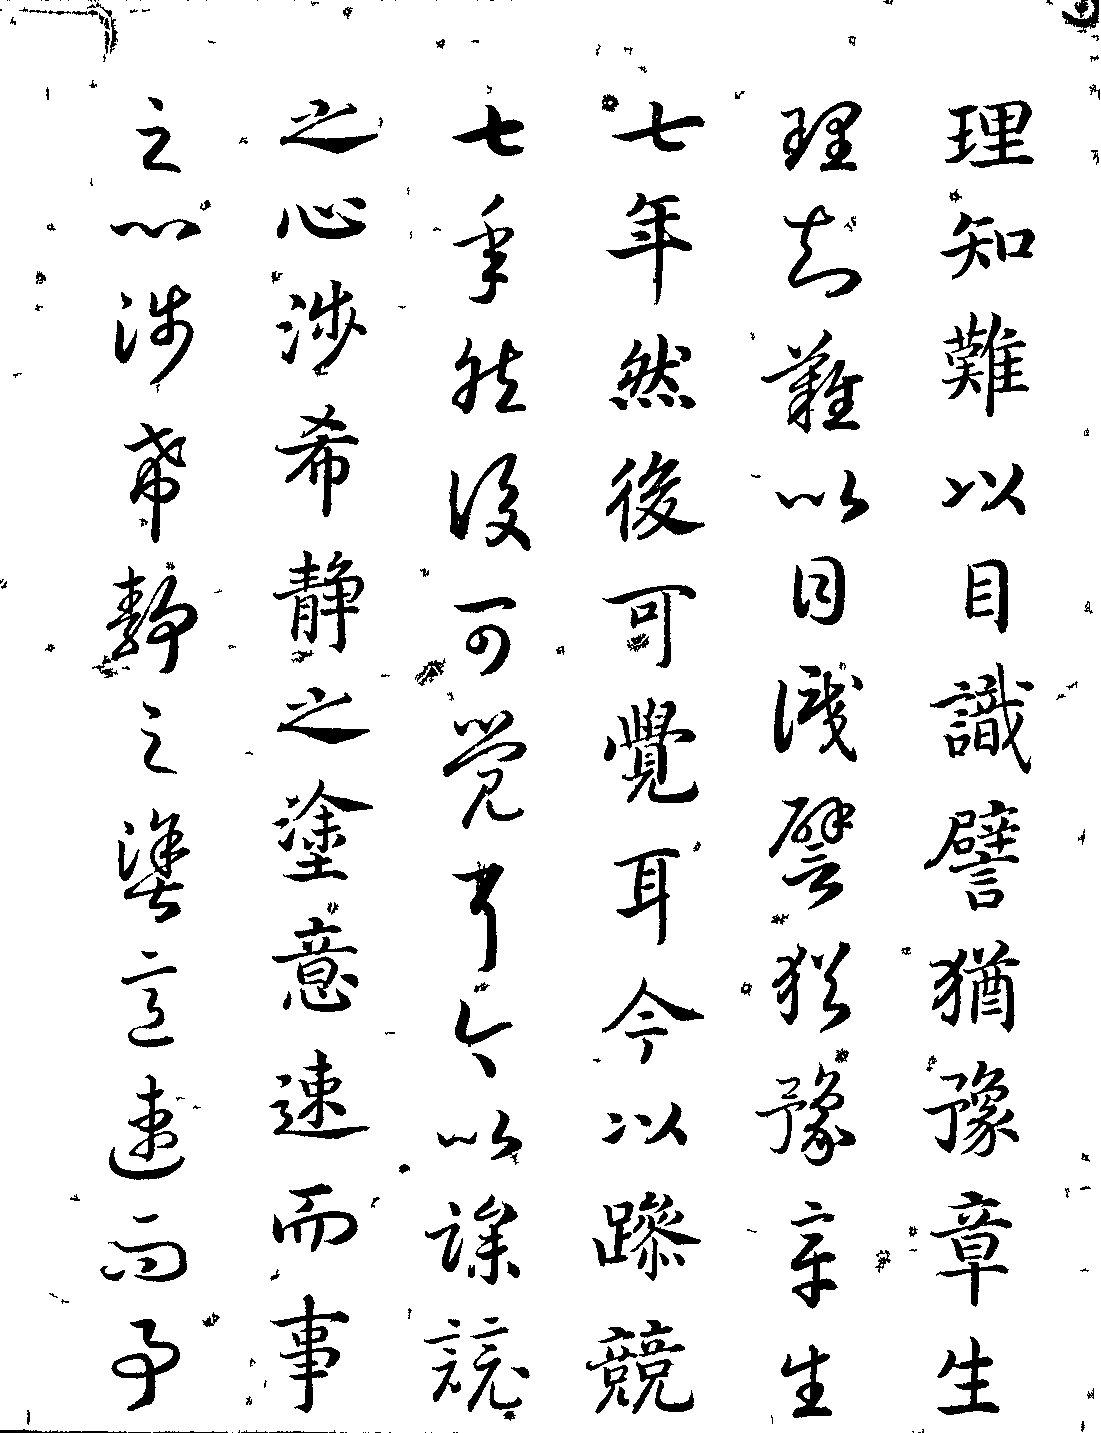 理知難以目識譬猶豫章生
理知難以目識譬猶豫章生
七年然後可覺耳今以躁競
七年然後可覺耳今以躁競
之心涉希静之塗意速而事
之心涉希静之塗意速而事